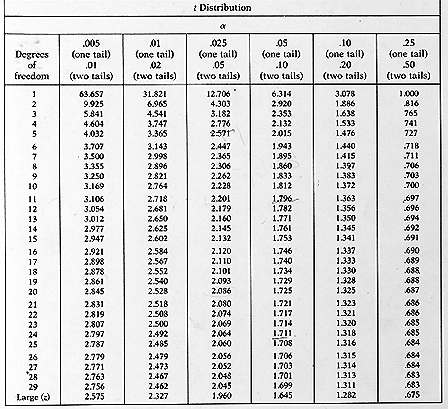 t Distribution
α
Degrees of freedom .005 (one tail) .01 (two tails) .01 (one tail) .02 (two tails) .025 (one tail) .05 (two tails) .05 (one tail) .10 (two tails) .10 (one tail) .20 (two tails) .25 (one tail) .50 (two tails)
1 63.657 31.821 12.706 6.314 3.078 1.000
2 9.925 6.965 4.303 2.920 1.886 .816
3 5.841 4.541 3.182 2.353 1.638 .765
4 4.604 3.747 2.776 2.132 1.533 .741
5 4.032 3.365 2.571 2.015 1.476 .727
6 3.707 3.143 2.447 1.943 1.440 .718
7 3.500 2.998 2.365 1.895 1.415 .711
8 3.355 2.896 2.306 1.860 1.397 .706
9 3.250 2.821 2.262 1.833 1.383 .703
10 3.169 2.764 2.228 1.812 1.372 .700
11 3.106 2.718 2.201 1.796 1.363 .697
12 3.054 2.681 2.179 1.782 1.356 .696
13 3.012 2.650 2.160 1.771 1.350 .694
14 2.977 2.625 2.145 1.761 1.345 .692
15 2.947 2.602 2.132 1.753 1.341 .691
16 2.921 2.584 2.120 1.746 1.337 .690
17 2.898 2.567 2.110 1.740 1.333 .689
18 2.878 2.552 2.101 1.734 1.330 .688
19 2.861 2.540 2.093 1.729 1.328 .688
20 2.845 2.528 2.086 1.725 1.325 .687
21 2.831 2.518 2.080 1.721 1.323 .686
22 2.819 2.508 2.074 1.717 1.321 .686
23 2.807 2.500 2.069 1.714 1.320 .685
24 2.797 2.492 2.064 1.711 1.318 .685
25 2.787 2.485 2.060 1.708 1.316 .684
26 2.779 2.479 2.056 1.706 1.315 .684
27 2.771 2.473 2.052 1.703 1.314 .684
28 2.763 2.467 2.048 1.701 1.313 .683
29 2.756 2.462 2.045 1.699 1.311 .683
Large (z) 2.575 2.327 1.960 1.645 1.282 .675